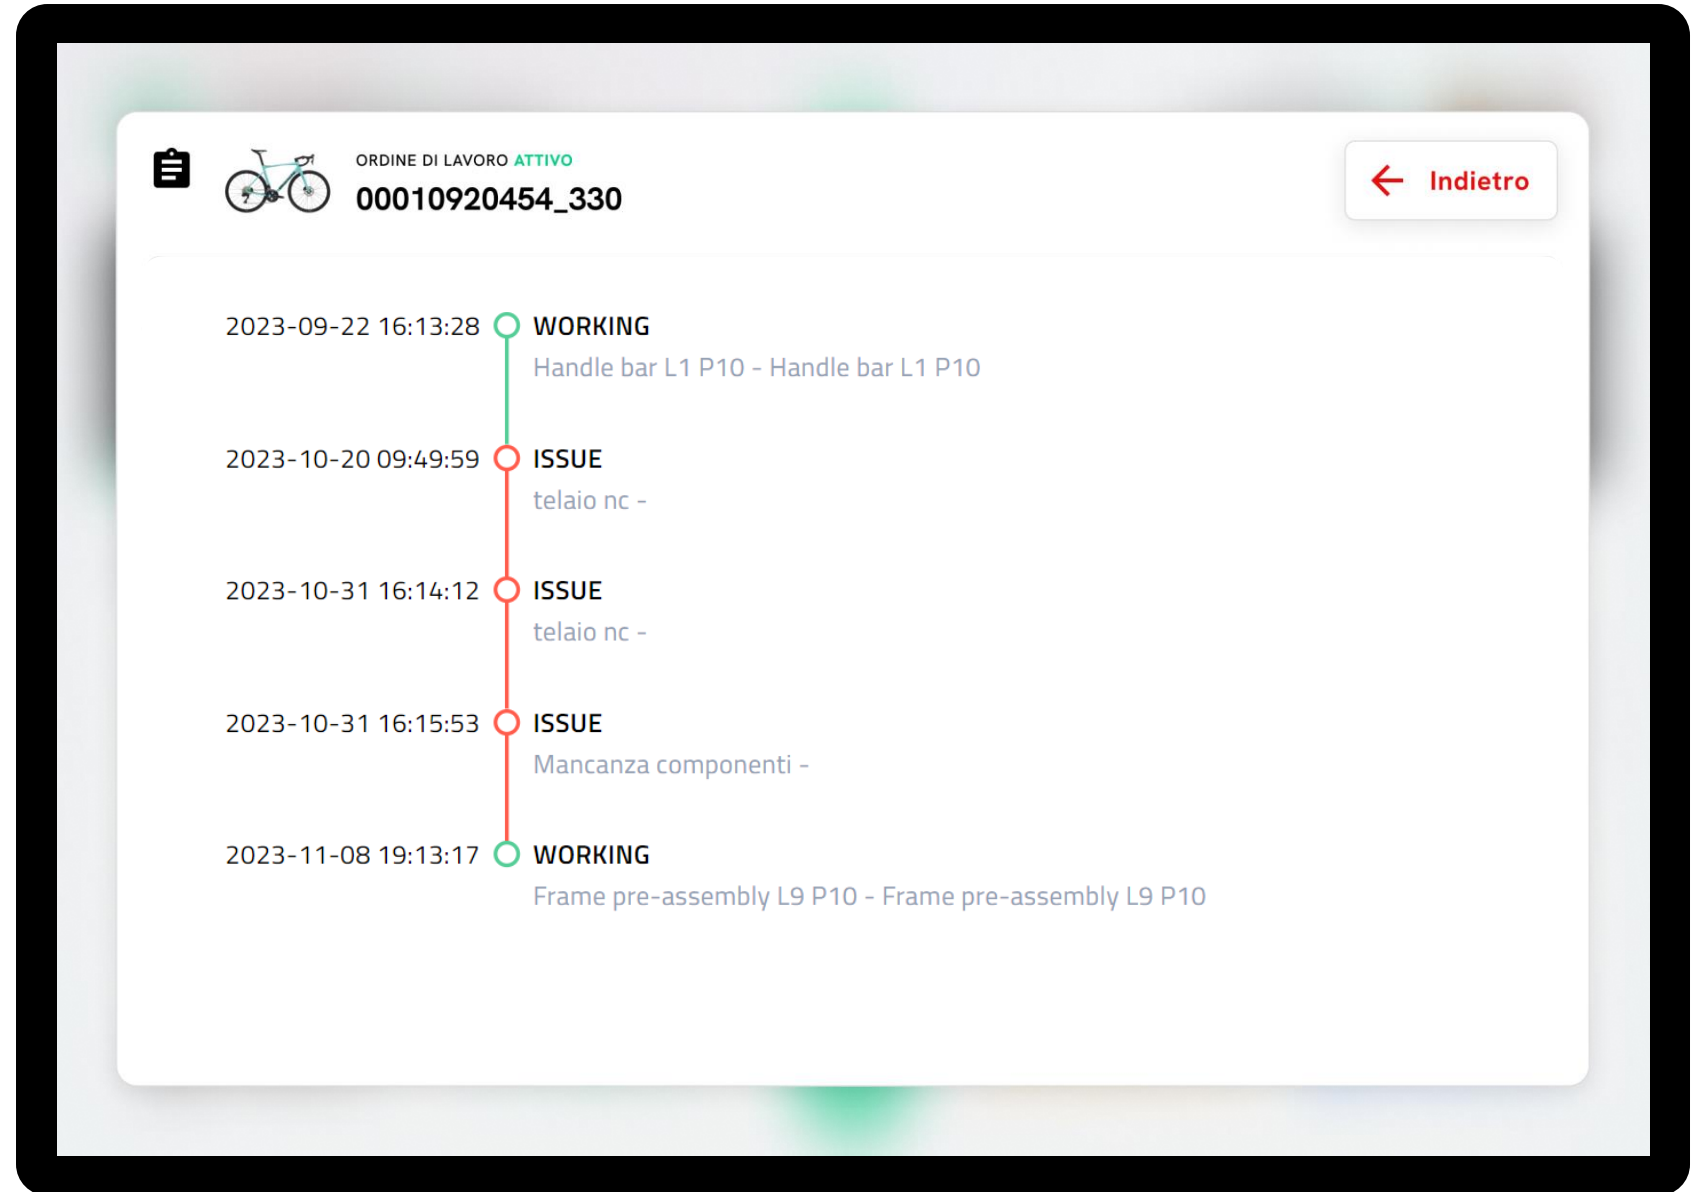 ORDINE DI LAVORO ATTIVO
00010920454_330
Indietro
2023-09-22 16:13:28 WORKING
Handle bar L1 P10 - Handle bar L1 P10
2023-10-20 09:49:59 ISSUE
telaio nc -
2023-10-31 16:14:12 ISSUE
telaio nc -
2023-10-31 16:15:53 ISSUE
Mancanza componenti -
2023-11-08 19:13:17 WORKING
Frame pre-assembly L9 P10 - Frame pre-assembly L9 P10